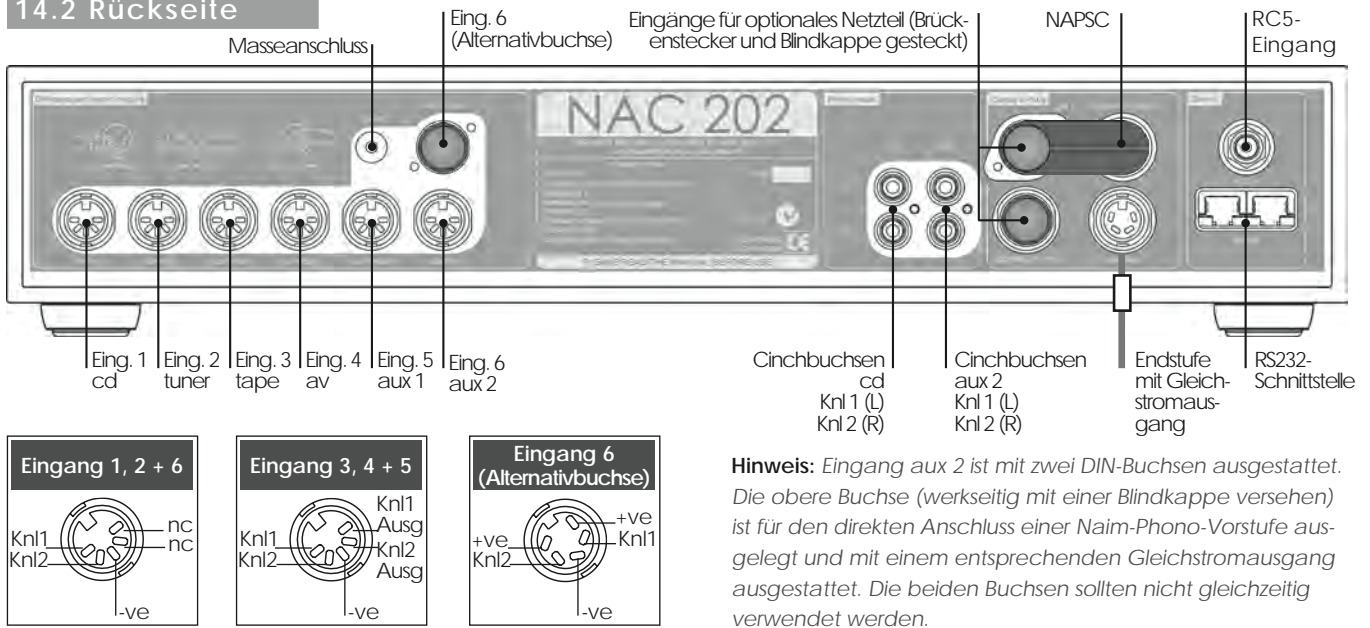 14.2 Rückseite
Masseanschluss
Eing. 6
(Alternativbuchse)
Eingänge für optionales Netzteil (Brück-
enstecker und Blindkappe gesteckt)
NAPSC
RC5-
Eingang
NAC 202
Eing. 1
cd
Eing. 2
tuner
Eing. 3
tape
Eing. 4
av
Eing. 5
aux 1
Eing. 6
aux 2
Cinchbuchsen
cd
Knl 1 (L)
Knl 2 (R)
Cinchbuchsen
aux 2
Knl 1 (L)
Knl 2 (R)
Endstufe
mit Gleich-
stromaus-
gang
RS232-
Schnittstelle
Eingang 1, 2 + 6
Knl1
Knl2
nc
nc
-ve
Eingang 3, 4 + 5
Knl1
Knl2
Knl1
Ausg
Knl2
Ausg
-ve
Eingang 6
(Alternativbuchse)
+ve
Knl2
+ve
Knl1
-ve
Hinweis: Eingang aux 2 ist mit zwei DIN-Buchsen ausgestattet.
Die obere Buchse (werkseitig mit einer Blindkappe versehen)
ist für den direkten Anschluss einer Naim-Phono-Vorstufe aus-
gelegt und mit einem entsprechenden Gleichstromausgang
ausgestattet. Die beiden Buchsen sollten nicht gleichzeitig
verwendet werden.